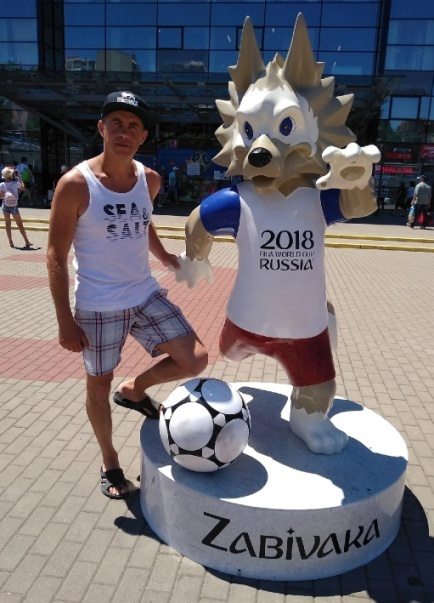 SEA &
SALT
2018
FIFA WORLD CUP
RUSSIA
ZABIVAKA